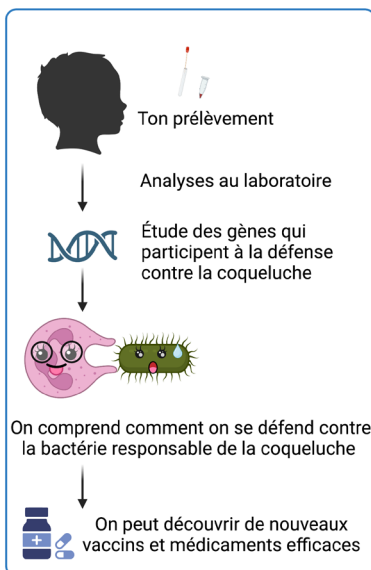 Ton prélèvement
Analyses au laboratoire
Étude des gènes qui
participent à la défense
contre la coqueluche
On comprend comment on se défend contre
la bactérie responsable de la coqueluche
On peut découvrir de nouveaux
vaccins et médicaments efficaces